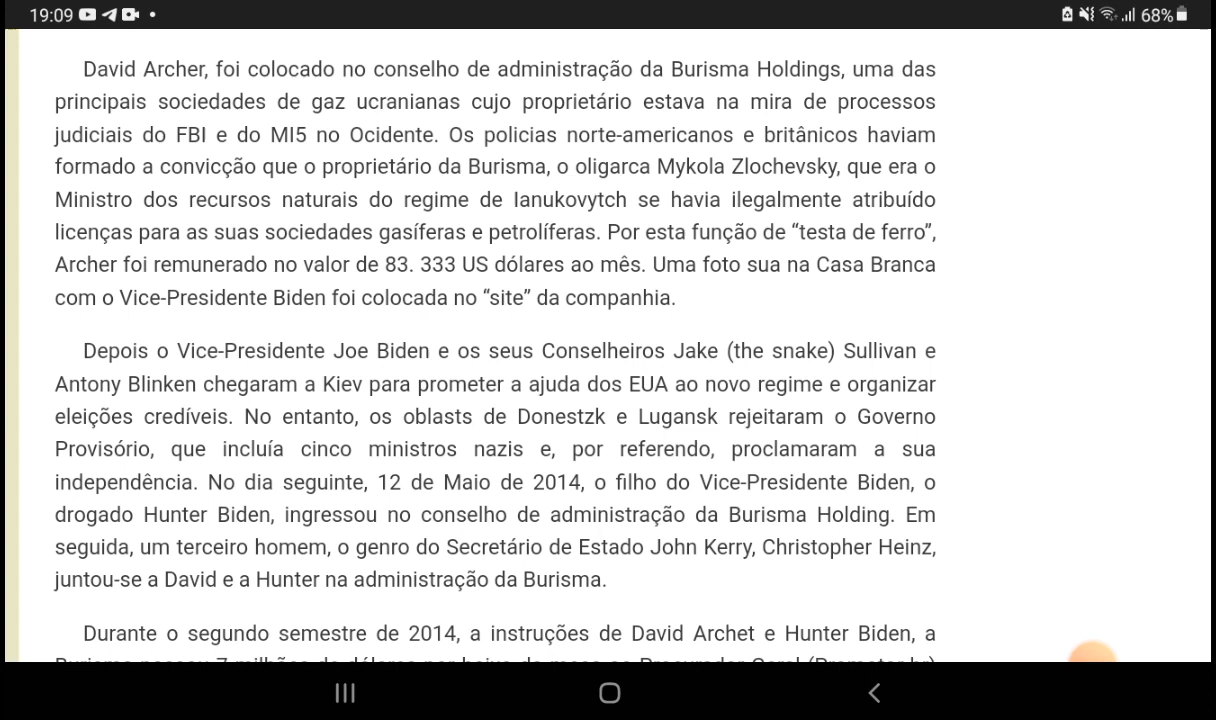 19:09
68%
David Archer, foi colocado no conselho de administração da Burisma Holdings, uma das
principais sociedades de gaz ucranianas cujo proprietário estava na mira de processos
judiciais do FBI e do MI5 no Ocidente. Os policias norte-americanos e britânicos haviam
formado a convicção que o proprietário da Burisma, o oligarca Mykola Zlochevsky, que era o
Ministro dos recursos naturais do regime de Ianukovytch se havia ilegalmente atribuído
licenças para as suas sociedades gasíferas e petrolíferas. Por esta função de “testa de ferro”,
Archer foi remunerado no valor de 83. 333 US dólares ao mês. Uma foto sua na Casa Branca
com o Vice-Presidente Biden foi colocada no “site” da companhia.
Depois o Vice-Presidente Joe Biden e os seus Conselheiros Jake (the snake) Sullivan e
Antony Blinken chegaram a Kiev para prometer a ajuda dos EUA ao novo regime e organizar
eleições credíveis. No entanto, os oblasts de Donestzk e Lugansk rejeitaram o Governo
Provisório, que incluía cinco ministros nazis e, por referendo, proclamaram a sua
independência. No dia seguinte, 12 de Maio de 2014, o filho do Vice-Presidente Biden, o
drogado Hunter Biden, ingressou no conselho de administração da Burisma Holding. Em
seguida, um terceiro homem, o genro do Secretário de Estado John Kerry, Christopher Heinz,
juntou-se a David e a Hunter na administração da Burisma.
Durante o segundo semestre de 2014, a instruções de David Archet e Hunter Biden, a